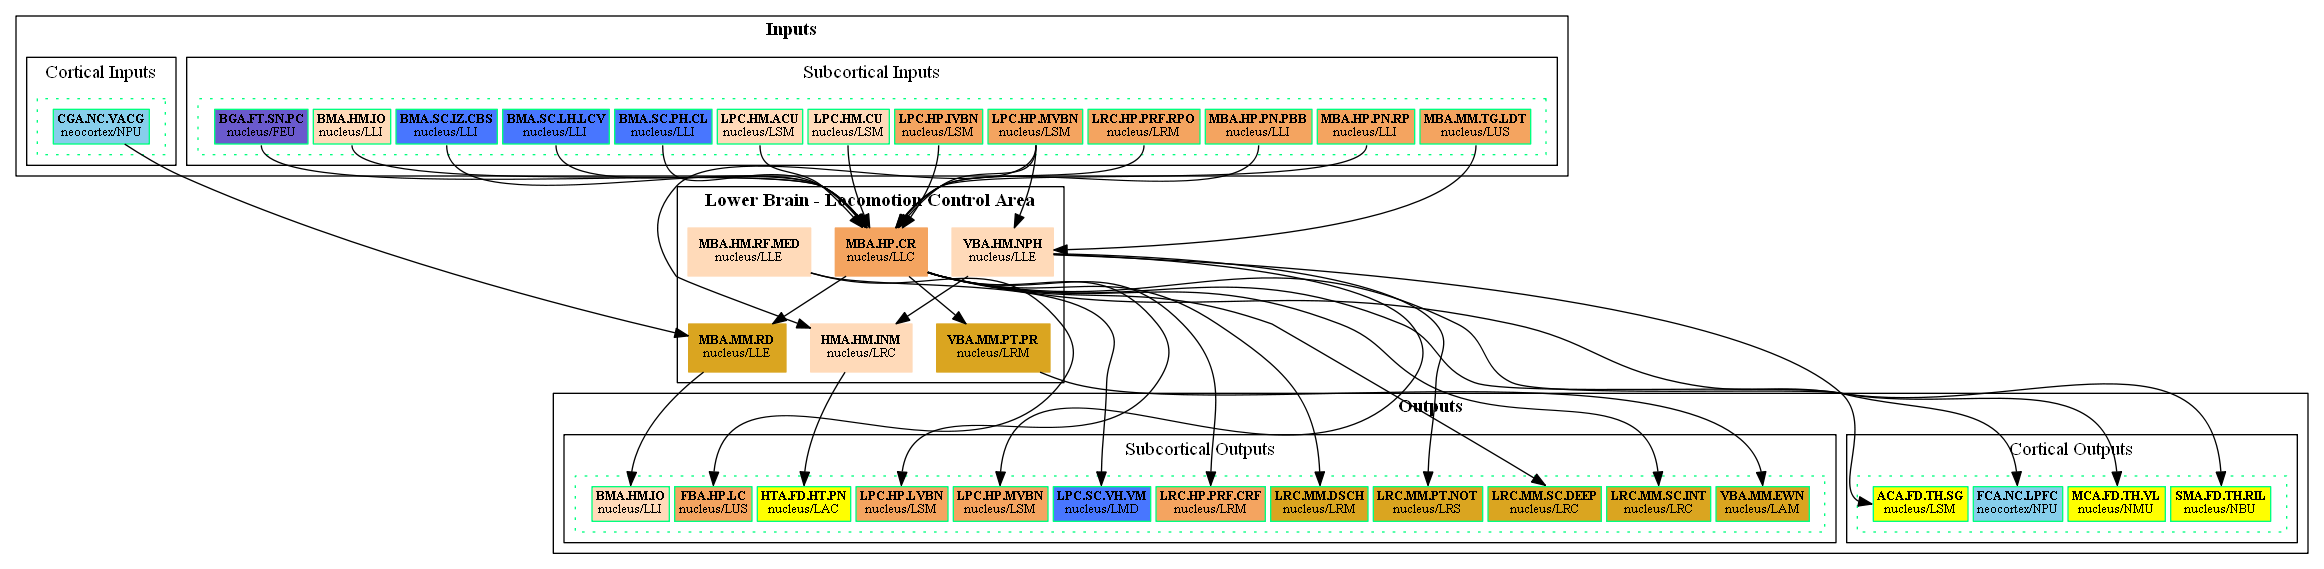 Inputs
Cortical Inputs
Subcortical Inputs
CGA.NC.VACG
neocortex/NPU
BGA.FT.SN.PC
nucleus/FEU
BMA.HM.IO
nucleus/LLI
BMA.SC.IZ.CBS
nucleus/LLI
BMA.SC.LH.LCV
nucleus/LLI
BMA.SC.PH.CL
nucleus/LLI
LPC.HM.ACU
nucleus/LSM
LPC.HM.CU
nucleus/LSM
LPC.HP.IVBN
nucleus/LSM
LPC.HP.MVBN
nucleus/LSM
LRC.HP.PRF.RPO
nucleus/LRM
MBA.HP.PN.PBB
nucleus/LLI
MBA.HP.PN.RP
nucleus/LLI
MBA.MM.TG.LDT
nucleus/LUS
Lower Brain - Locomotion Control Area
MBA.HM.RF.MED
nucleus/LLE
MBA.HP.CR
nucleus/LLC
VBA.HM.NPH
nucleus/LLE
MBA.MM.RD
nucleus/LLE
HMA.HM.INM
nucleus/LRC
VBA.MM.PT.PR
nucleus/LRM
Outputs
Subcortical Outputs
Cortical Outputs
BMA.HM.IO
nucleus/LLI
FBA.HP.LC
nucleus/LUS
HTA.FD.HT.PN
nucleus/LAC
LPC.HP.LVBN
nucleus/LSM
LPC.HP.MVBN
nucleus/LSM
LPC.SC.VH.VM
nucleus/LMD
LRC.HP.PRF.CRF
nucleus/LRM
LRC.MM.DSCH
nucleus/LRM
LRC.MM.PT.NOT
nucleus/LRS
LRC.MM.SC.DEEP
nucleus/LRC
LRC.MM.SC.INT
nucleus/LRC
VBA.MM.EWN
nucleus/LAM
ACA.FD.TH.SG
nucleus/LSM
FCA.NC.LPFC
neocortex/NPU
MCA.FD.TH.VL
nucleus/NMU
SMA.FD.TH.RIL
nucleus/NBU